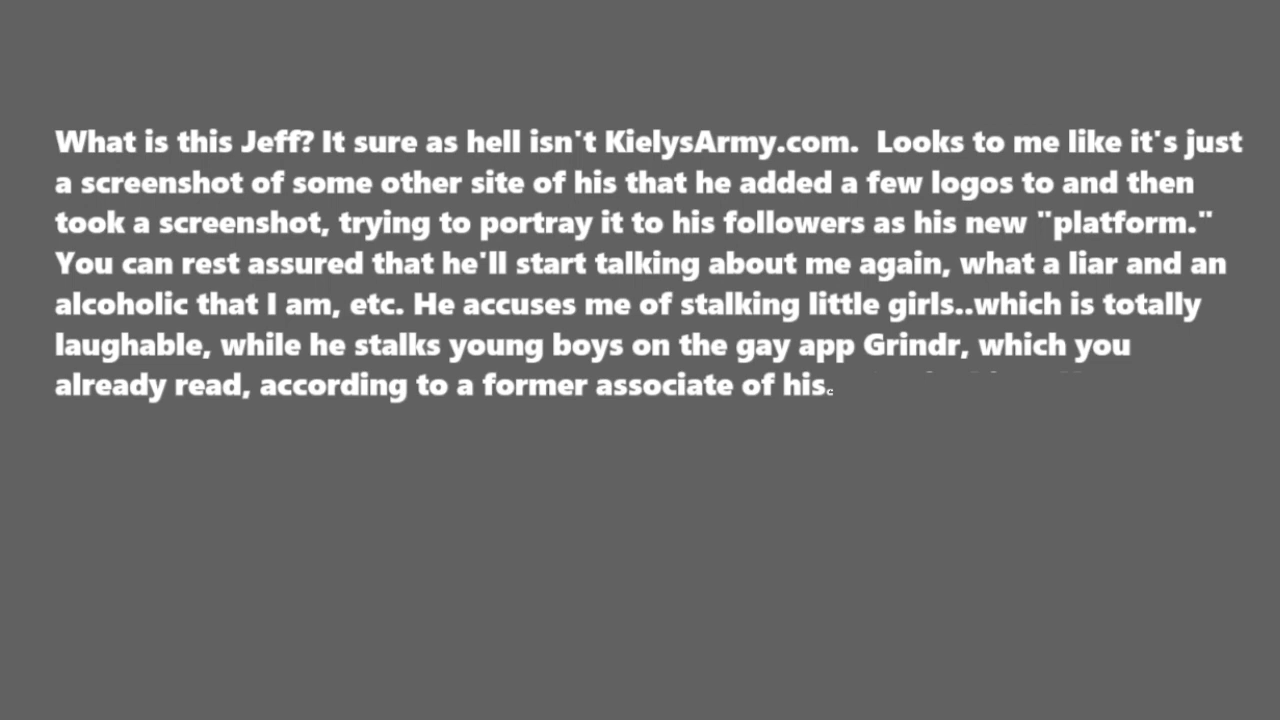 What is this Jeff? It sure as hell isn't KielysArmy.com.  Looks to me like it's just
a screenshot of some other site of his that he added a few logos to and then
took a screenshot, trying to portray it to his followers as his new "platform."
You can rest assured that he'll start talking about me again, what a liar and an
alcoholic that I am, etc. He accuses me of stalking little girls..which is totally
laughable, while he stalks young boys on the gay app Grindr, which you
already read, according to a former associate of his.